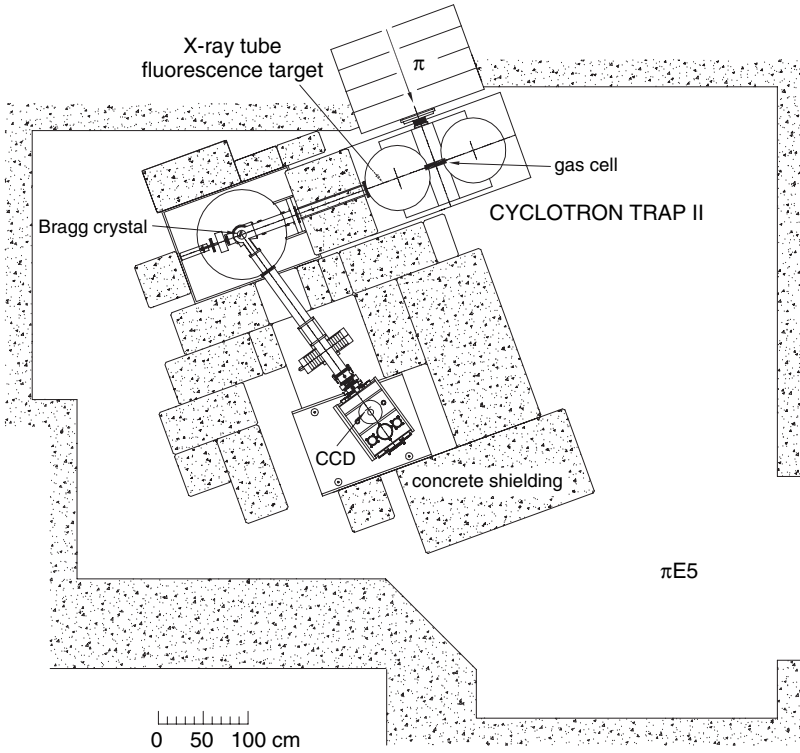 X-ray tube
fluorescence target
π
gas cell
CYCLOTRON TRAP II
Bragg crystal
CCD
concrete shielding
πE5
0 50 100 cm